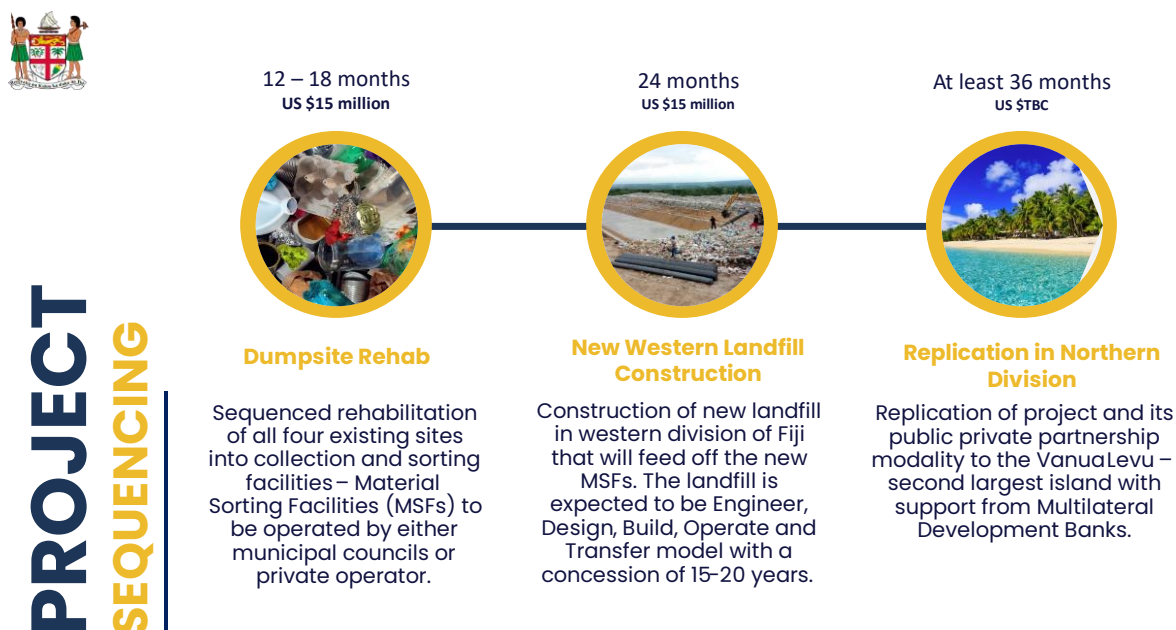 PROJECT
SEQUENCING
12 – 18 months
US $15 million
Dumpsite Rehab
Sequenced rehabilitation
of all four existing sites
into collection and sorting
facilities – Material
Sorting Facilities (MSFs) to
be operated by either
municipal councils or
private operator.
24 months
US $15 million
New Western Landfill
Construction
Construction of new landfill
in western division of Fiji
that will feed off the new
MSFs. The landfill is
expected to be Engineer,
Design, Build, Operate and
Transfer model with a
concession of 15-20 years.
At least 36 months
US $TBC
Replication in Northern
Division
Replication of project and its
public private partnership
modality to the VanuaLevu –
second largest island with
support from Multilateral
Development Banks.